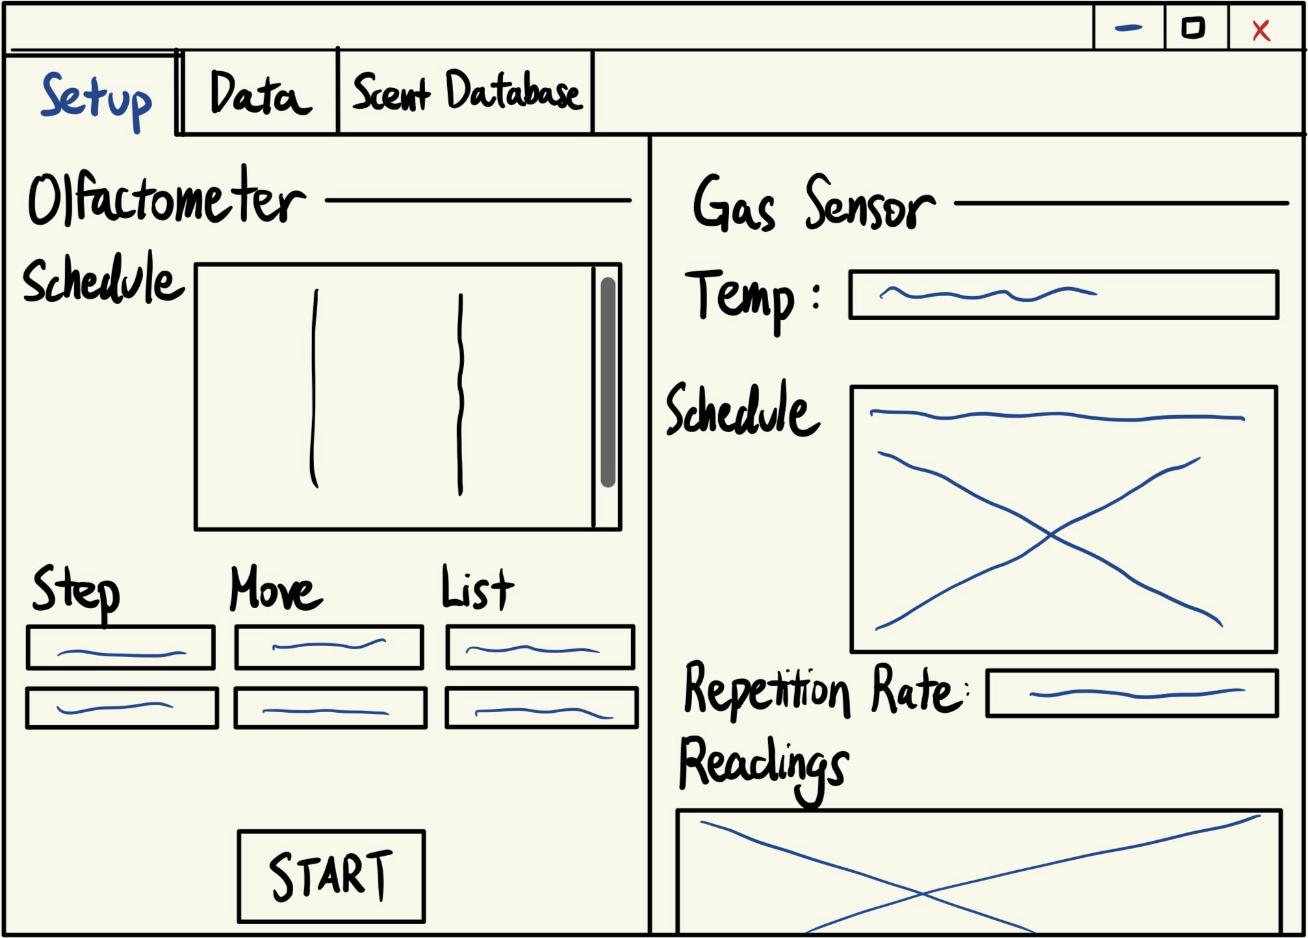 Setup Data Scent Database
Olfactometer
Schedule
Step Move List
START
Gas Sensor
Temp :
Schedule
Repetition Rate:
Readings